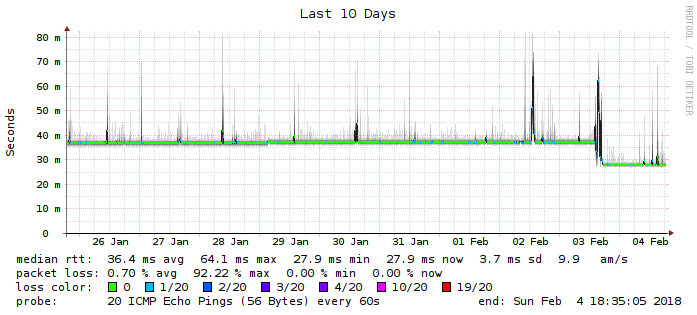 Last 10 Days
RRDTOOL / TOBI OETIKER
Seconds
80 m
70 m
60 m
50 m
40 m
30 m
20 m
10 m
0
26 Jan 27 Jan 28 Jan 29 Jan 30 Jan 31 Jan 01 Feb 02 Feb 03 Feb 04 Feb
median rtt: 36.4 ms avg 64.1 ms max 27.9 ms min 27.9 ms now 3.7 ms sd 9.9 am/s
packet loss: 0.70 % avg 92.22 % max 0.00 % min 0.00 % now
loss color: 0 1/20 2/20 3/20 4/20 10/20 19/20
probe: 20 ICMP Echo Pings (56 Bytes) every 60s end: Sun Feb 4 18:35:05 2018